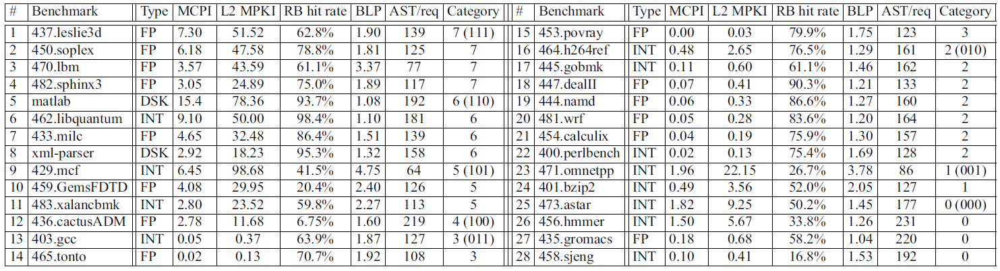 # Benchmark Type MCPI L2 MPKI RB hit rate BLP AST/req Category # Benchmark Type MCPI L2 MPKI RB hit rate BLP AST/req Category
1 437.leslie3d FP 7.30 51.52 62.8% 1.90 139 7 (111) 15 453.povray FP 0.00 0.03 79.9% 1.75 123 3
2 450.soplex FP 6.18 47.58 78.8% 1.81 125 7 16 464.h264ref INT 0.48 2.65 76.5% 1.29 161 2 (010)
3 470.lbm FP 3.57 43.59 61.1% 3.37 77 7 17 445.gobmk INT 0.11 0.60 61.1% 1.46 162 2
4 482.sphinx3 FP 3.05 24.89 75.0% 1.89 117 7 18 447.dealII FP 0.07 0.41 90.3% 1.21 133 2
5 matlab DSK 15.4 78.36 93.7% 1.08 192 6 (110) 19 444.namd FP 0.06 0.33 86.6% 1.27 160 2
6 462.libquantum INT 9.10 50.00 98.4% 1.10 181 6 20 481.wrf FP 0.05 0.28 83.6% 1.20 164 2
7 433.milc FP 4.65 32.48 86.4% 1.51 139 6 21 454.calculix FP 0.04 0.19 75.9% 1.30 157 2
8 xml-parser DSK 2.92 18.23 95.3% 1.32 158 6 22 400.perlbench INT 0.02 0.13 75.4% 1.69 128 2
9 429.mcf INT 6.45 98.68 41.5% 4.75 64 5 (101) 23 471.omnetpp INT 1.96 22.15 26.7% 3.78 86 1 (001)
10 459.GemsFDTD FP 4.08 29.95 20.4% 2.40 126 5 24 401.bzip2 INT 0.49 3.56 52.0% 2.05 127 1
11 483.xalancbmk INT 2.80 23.52 59.8% 2.27 113 5 25 473.astar INT 1.82 9.25 50.2% 1.45 177 0 (000)
12 436.cactusADM FP 2.78 11.68 6.75% 1.60 219 4 (100) 26 456.hmmer INT 1.50 5.67 33.8% 1.26 231 0
13 403.gcc INT 0.05 0.37 63.9% 1.87 127 3 (011) 27 435.gromacs FP 0.18 0.68 58.2% 1.04 220 0
14 465.tonto FP 0.02 0.13 70.7% 1.92 108 3 28 458.sjeng INT 0.10 0.41 16.8% 1.53 192 0